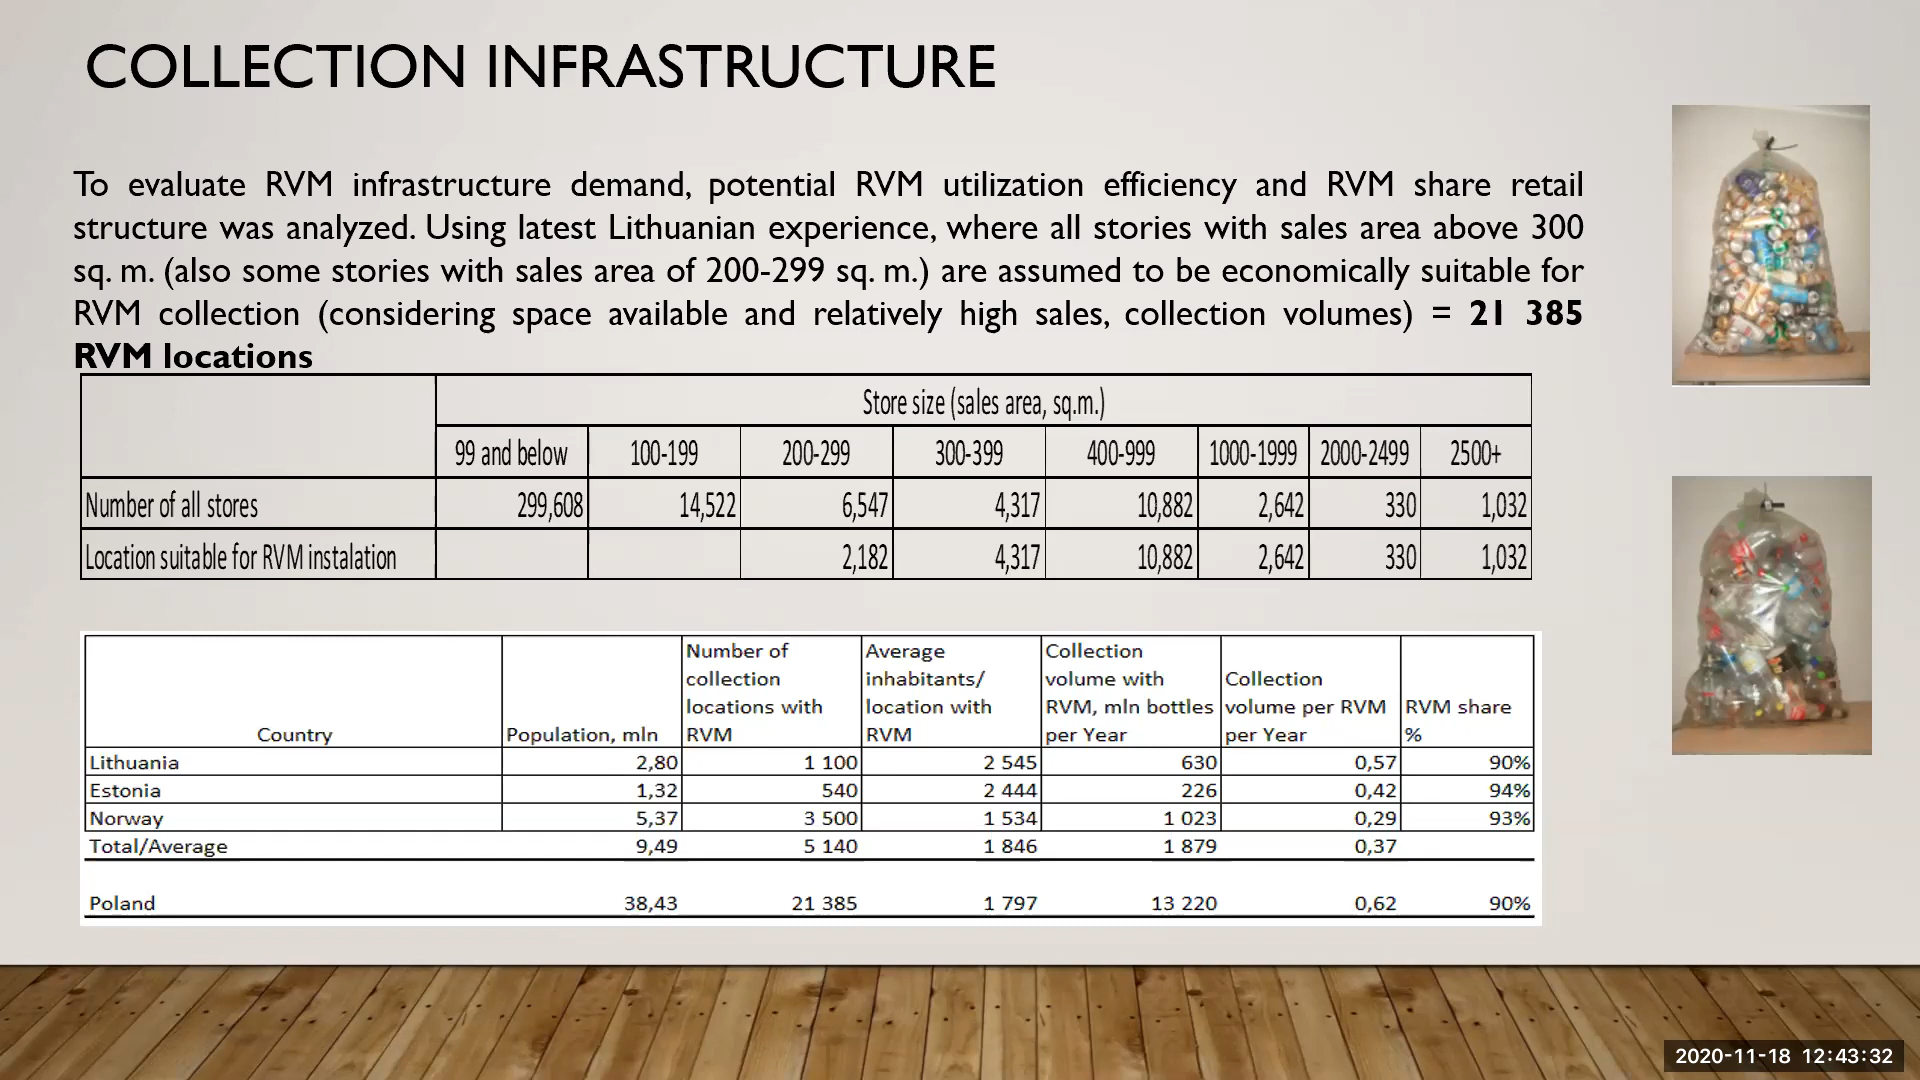 COLLECTION INFRASTRUCTURE
To evaluate RVM infrastructure demand, potential RVM utilization efficiency and RVM share retail
structure was analyzed. Using latest Lithuanian experience, where all stories with sales area above 300
sq. m. (also some stories with sales area of 200-299 sq. m.) are assumed to be economically suitable for
RVM collection (considering space available and relatively high sales, collection volumes) = 21 385
RVM locations
Store size (sales area, sq.m.)
99 and below 100-199 200-299 300-399 400-999 1000-1999 2000-2499 2500+
Number of all stores 299,608 14,522 6,547 4,317 10,882 2,642 330 1,032
Location suitable for RVM instalation 2,182 4,317 10,882 2,642 330 1,032
Country
Population, mln
Number of
collection
locations with
RVM
Average
inhabitants/
location with
RVM
Collection
volume with
RVM, mln bottles
per Year
Collection
volume per RVM
per Year
RVM share
%
Lithuania 2,80 1 100 2 545 630 0,57 90%
Estonia 1,32 540 2 444 226 0,42 94%
Norway 5,37 3 500 1 534 1 023 0,29 93%
Total/Average 9,49 5 140 1 846 1 879 0,37
Poland 38,43 21 385 1 797 13 220 0,62 90%
2020-11-18 12:43:32